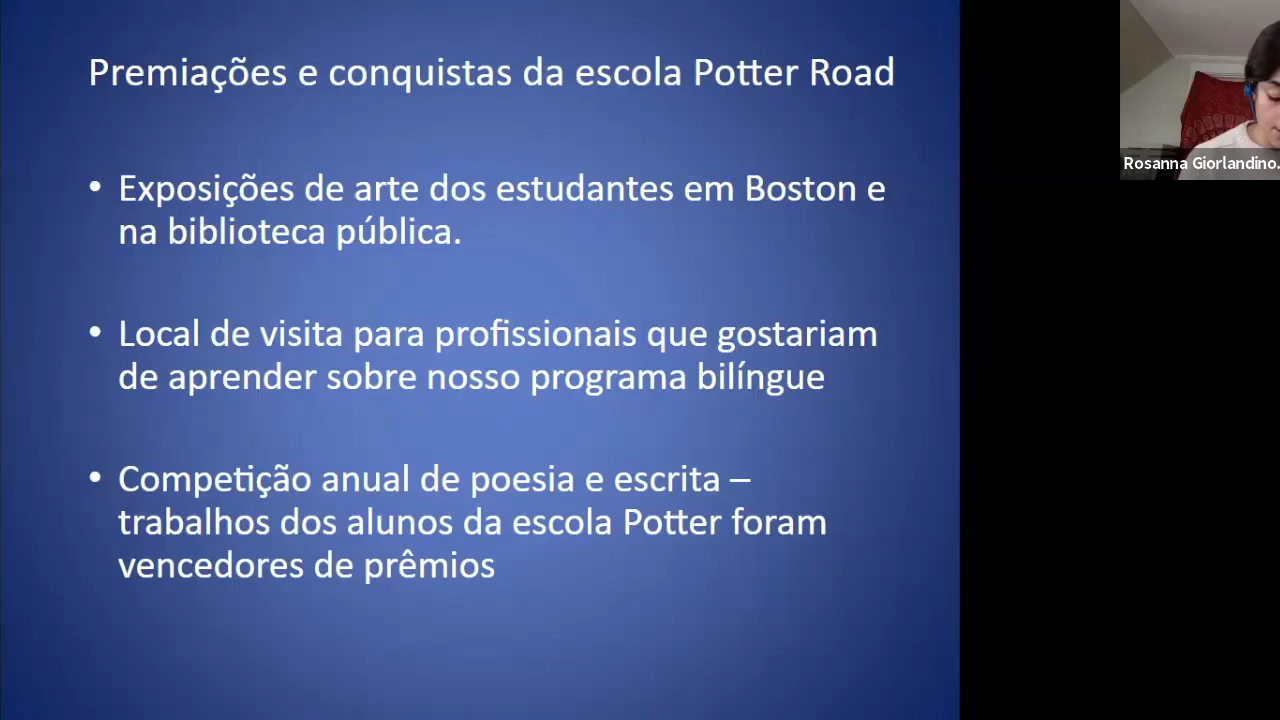 Premiações e conquistas da escola Potter Road
• Exposições de arte dos estudantes em Boston e
na biblioteca pública.
• Local de visita para profissionais que gostariam
de aprender sobre nosso programa bilíngue
• Competição anual de poesia e escrita –
trabalhos dos alunos da escola Potter foram
vencedores de prêmios
Rosanna Giorlandino.